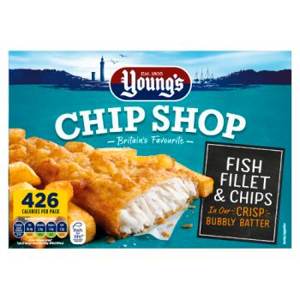 EST. 1805
Young's
CHIP SHOP
Britain's Favourite
FISH
FILLET
& CHIPS
In Our CRISP
BUBBLY BATTER
426
CALORIES PER PACK